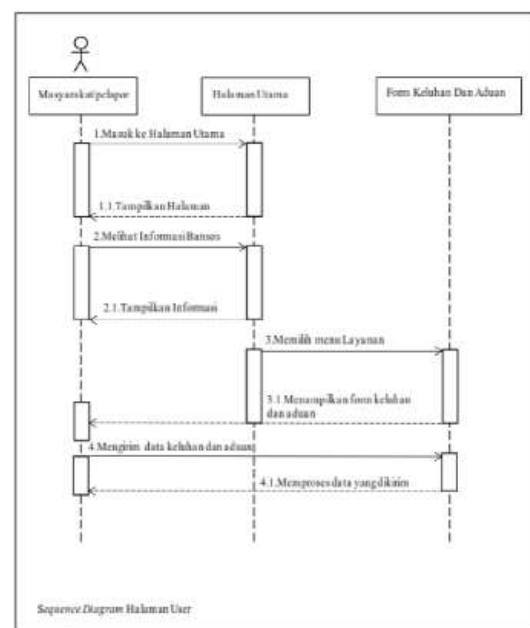 Masyarakat/pelapor
Halaman Utama
Form Keluhan Dan Aduan
1.Masuk ke Halaman Utama
1.1.Tampilkan Halaman
2.Melihat Informasi Bansos
2.1.Tampilkan Informasi
3.Memilih menu Layanan
3.1.Menampilkan form keluhan
dan aduan
4.Mengirim data keluhan dan aduan
4.1.Memproses data yang dikirim
Sequence Diagram Halaman User